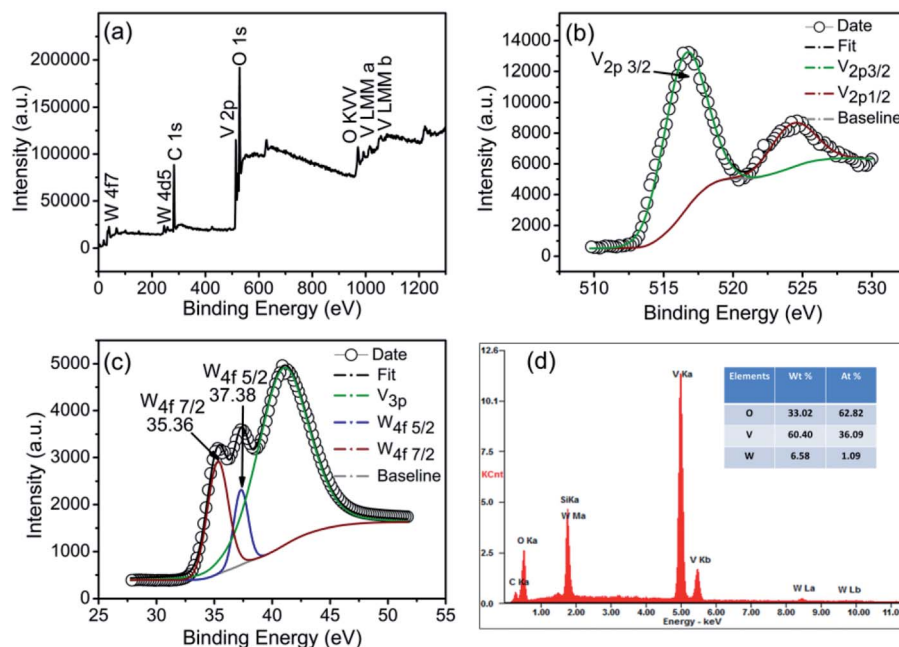 (a)
Intensity (a.u.)
200000
150000
100000
50000
0
W 4f7
W 4d5
C 1s
V 2p
O 1s
O KVV
V LMM a
V LMM b
0 200 400 600 800 1000 1200
Binding Energy (eV)
(b)
Intensity (a.u.)
14000
12000
10000
8000
6000
4000
2000
0
V2p 3/2
Date
Fit
V2p3/2
V2p1/2
Baseline
510 515 520 525 530
Binding Energy (eV)
(c)
Intensity (a.u.)
5000
4000
3000
2000
1000
0
W4f 7/2
35.36
W4f 5/2
37.38
Date
Fit
V3p
W4f 5/2
W4f 7/2
Baseline
25 30 35 40 45 50 55
Binding Energy (eV)
(d)
12.6
10.1
7.6
KCnt
5.0
2.5
0.0
C Ka
O Ka
SiKa
W Ma
V Ka
V Kb
W La
W Lb
1.00 2.00 3.00 4.00 5.00 6.00 7.00 8.00 9.00 10.00 11.0
Energy - keV
Elements Wt % At %
O 33.02 62.82
V 60.40 36.09
W 6.58 1.09